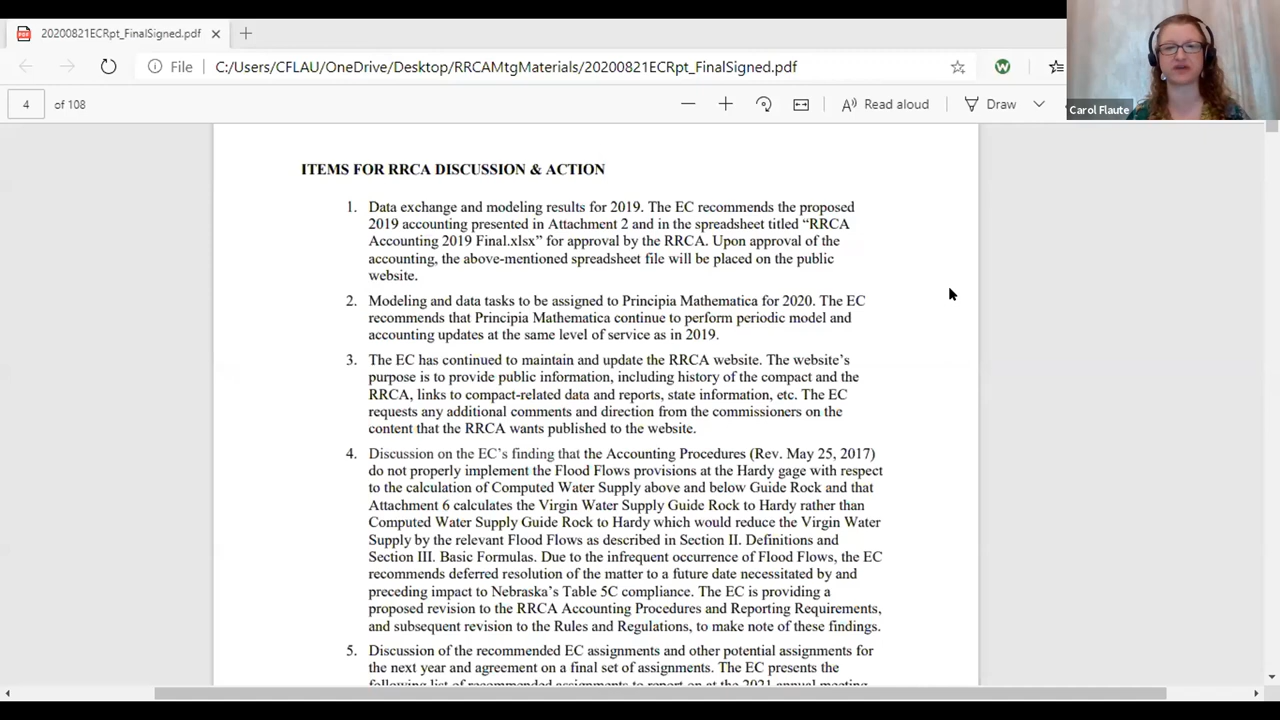 20200821ECRpt_FinalSigned.pdf
File
C:/Users/CFLAU/OneDrive/Desktop/RRCAMtgMaterials/20200821ECRpt_FinalSigned.pdf
4 of 108
Read aloud
Draw
Carol Flaute
ITEMS FOR RRCA DISCUSSION & ACTION
1. Data exchange and modeling results for 2019. The EC recommends the proposed
2019 accounting presented in Attachment 2 and in the spreadsheet titled “RRCA
Accounting 2019 Final.xlsx” for approval by the RRCA. Upon approval of the
accounting, the above-mentioned spreadsheet file will be placed on the public
website.
2. Modeling and data tasks to be assigned to Principia Mathematica for 2020. The EC
recommends that Principia Mathematica continue to perform periodic model and
accounting updates at the same level of service as in 2019.
3. The EC has continued to maintain and update the RRCA website. The website’s
purpose is to provide public information, including history of the compact and the
RRCA, links to compact-related data and reports, state information, etc. The EC
requests any additional comments and direction from the commissioners on the
content that the RRCA wants published to the website.
4. Discussion on the EC’s finding that the Accounting Procedures (Rev. May 25, 2017)
do not properly implement the Flood Flows provisions at the Hardy gage with respect
to the calculation of Computed Water Supply above and below Guide Rock and that
Attachment 6 calculates the Virgin Water Supply Guide Rock to Hardy rather than
Computed Water Supply Guide Rock to Hardy which would reduce the Virgin Water
Supply by the relevant Flood Flows as described in Section II. Definitions and
Section III. Basic Formulas. Due to the infrequent occurrence of Flood Flows, the EC
recommends deferred resolution of the matter to a future date necessitated by and
preceding impact to Nebraska’s Table 5C compliance. The EC is providing a
proposed revision to the RRCA Accounting Procedures and Reporting Requirements,
and subsequent revision to the Rules and Regulations, to make note of these findings.
5. Discussion of the recommended EC assignments and other potential assignments for
the next year and agreement on a final set of assignments. The EC presents the
following list of recommended assignments to report on at the 2021 annual meeting